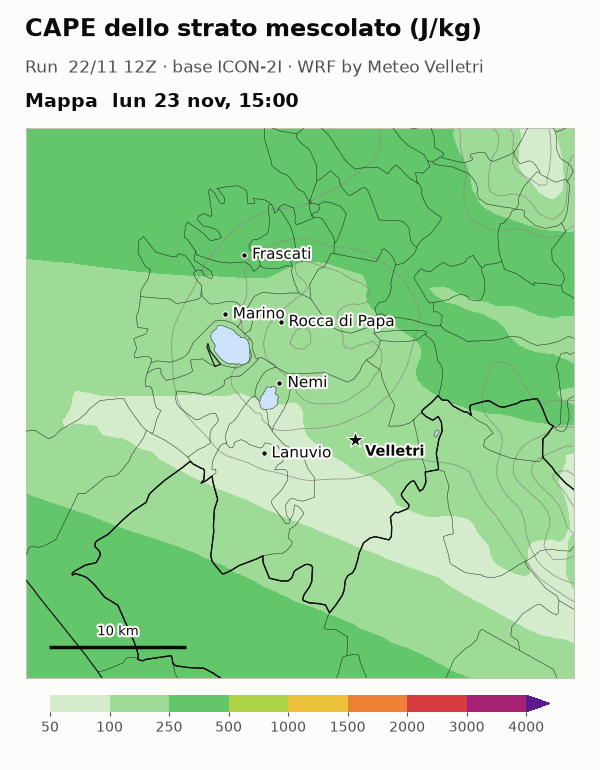 CAPE dello strato mescolato (J/kg)
Run  22/11 12Z · base ICON-2I · WRF by Meteo Velletri
Mappa  lun 23 nov, 15:00
Frascati
Marino
Rocca di Papa
Nemi
Velletri
Lanuvio
10 km
50 100 250 500 1000 1500 2000 3000 4000